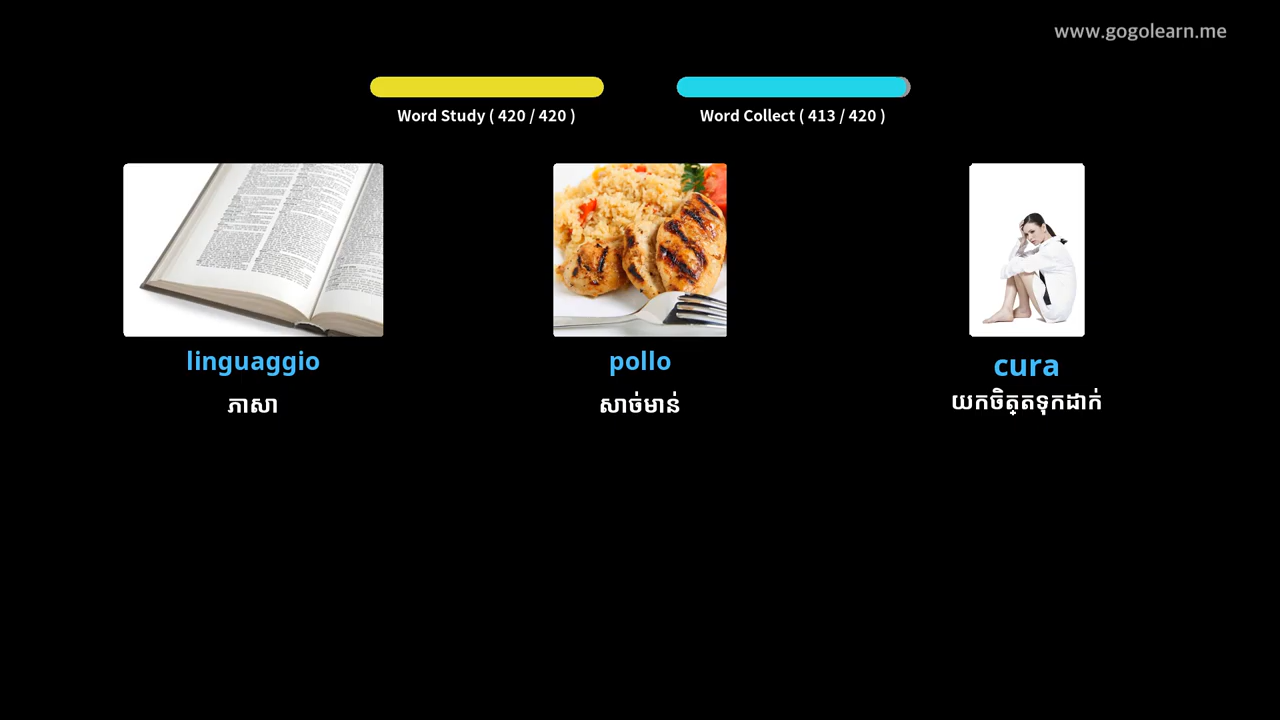 www.gogolearn.me
Word Study ( 420 / 420 )
Word Collect ( 413 / 420 )
linguaggio
pollo
cura
ភាសា
សាច់មាន់
យកចិត្តទុកដាក់